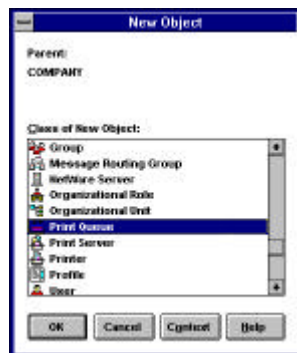 New Object
Parent:
COMPANY
Class of New Object:
Group
Message Routing Group
NetWare Server
Organizational Role
Organizational Unit
Print Queue
Print Server
Printer
Profile
User
OK Cancel Context Help